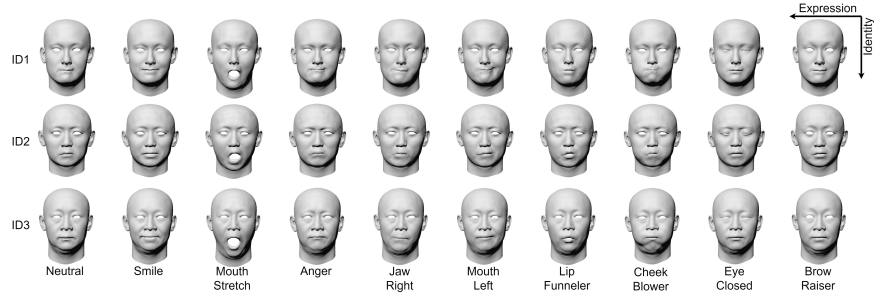 Expression
Identity
ID1
ID2
ID3
Neutral
Smile
Mouth
Stretch
Anger
Jaw
Right
Mouth
Left
Lip
Funneler
Cheek
Blower
Eye
Closed
Brow
Raiser